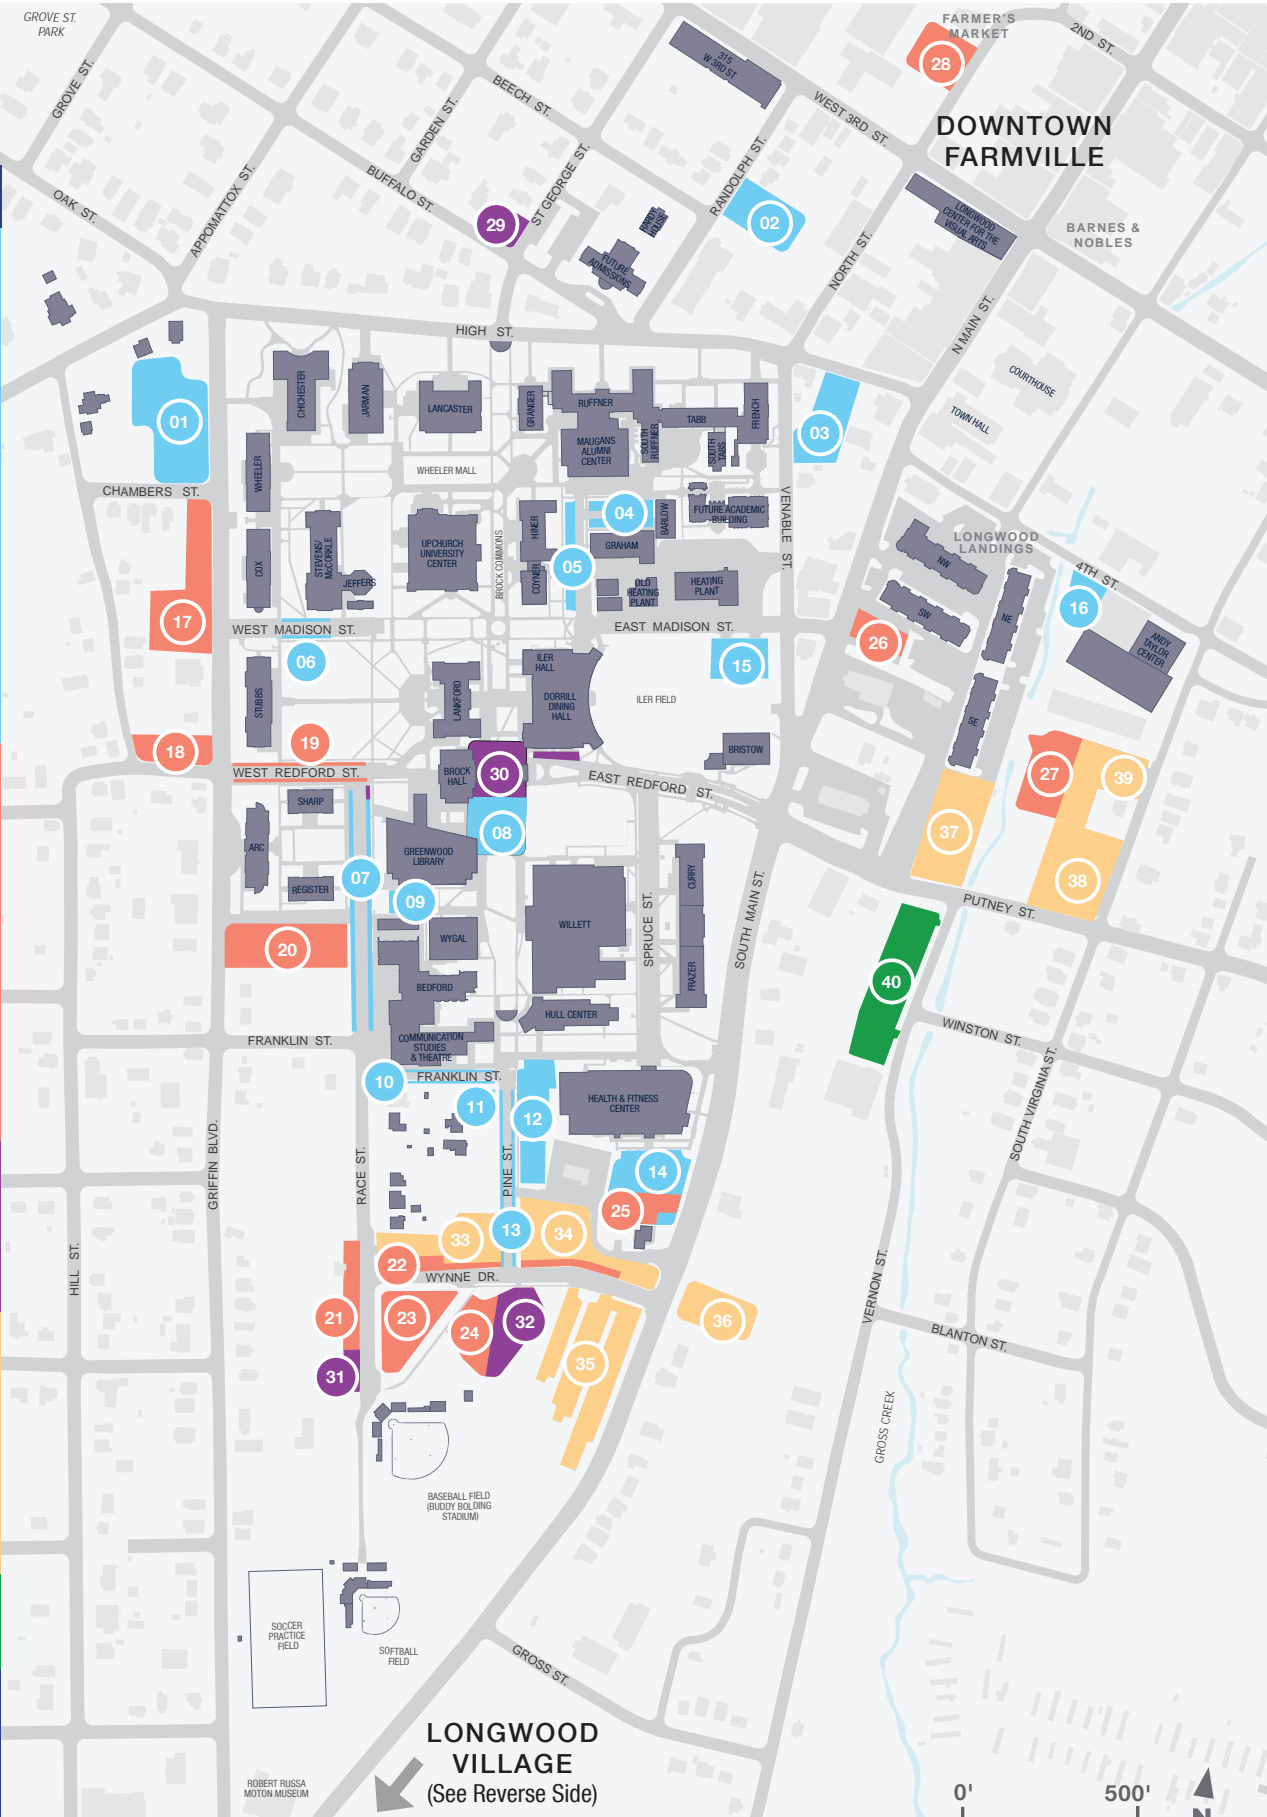 GROVE ST.
PARK
FARMER'S
MARKET
28
2ND ST.
315
W 3RD ST
GROVE ST.
BEECH ST.
GARDEN ST.
WEST 3RD ST.
DOWNTOWN
FARMVILLE
RANDOLPH ST.
ST GEORGE ST.
BUFFALO ST.
APPOMATTOX ST.
OAK ST.
29
HARDY
HOUSE
02
LONGWOOD
CENTER FOR THE
VISUAL ARTS
BARNES &
NOBLES
FUTURE
ADMISSIONS
NORTH ST.
N MAIN ST.
HIGH ST.
CHICHESTER
JARMAN
LANCASTER
GRANGER
RUFFNER
TABB
FRENCH
COURTHOUSE
TOWN HALL
01
03
MAUGANS
ALUMNI
CENTER
SOUTH
RUFFNER
SOUTH
TABB
WHEELER
WHEELER MALL
CHAMBERS ST.
VENABLE ST.
04
BARLOW
FUTURE ACADEMIC
BUILDING
HINER
GRAHAM
STEVENS/
McCORKLE
JEFFERS
UPCHURCH
UNIVERSITY
CENTER
BROCK COMMONS
COX
05
COYNER
OLD
HEATING
PLANT
HEATING
PLANT
LONGWOOD
LANDINGS
NW
SW
NE
SE
4TH ST.
16
ANDY
TAYLOR
CENTER
17
WEST MADISON ST.
EAST MADISON ST.
26
06
STUBBS
LANKFORD
ILER
HALL
DORRILL
DINING
HALL
ILER FIELD
15
BRISTOW
18
19
WEST REDFORD ST.
BROCK
HALL
30
EAST REDFORD ST.
27
39
SHARP
ARC
REGISTER
GREENWOOD
LIBRARY
08
37
38
07
09
CURRY
PUTNEY ST.
20
WYGAL
WILLETT
SPRUCE ST.
SOUTH MAIN ST.
FRAZER
40
BEDFORD
HULL CENTER
WINSTON ST.
FRANKLIN ST.
COMMUNICATION
STUDIES
& THEATRE
10
FRANKLIN ST.
11
12
HEALTH & FITNESS
CENTER
SOUTH VIRGINIA ST.
GRIFFIN BLVD.
RACE ST.
PINE ST.
14
25
HILL ST.
33
13
34
22
WYNNE DR.
VERNON ST.
21
23
24
32
36
BLANTON ST.
31
35
GROSS CREEK
BASEBALL FIELD
(BUDDY BOLDING
STADIUM)
SOCCER
PRACTICE
FIELD
SOFTBALL
FIELD
GROSS ST.
LONGWOOD
VILLAGE
(See Reverse Side)
ROBERT RUSSA
MOTON MUSEUM
0'
500'
N